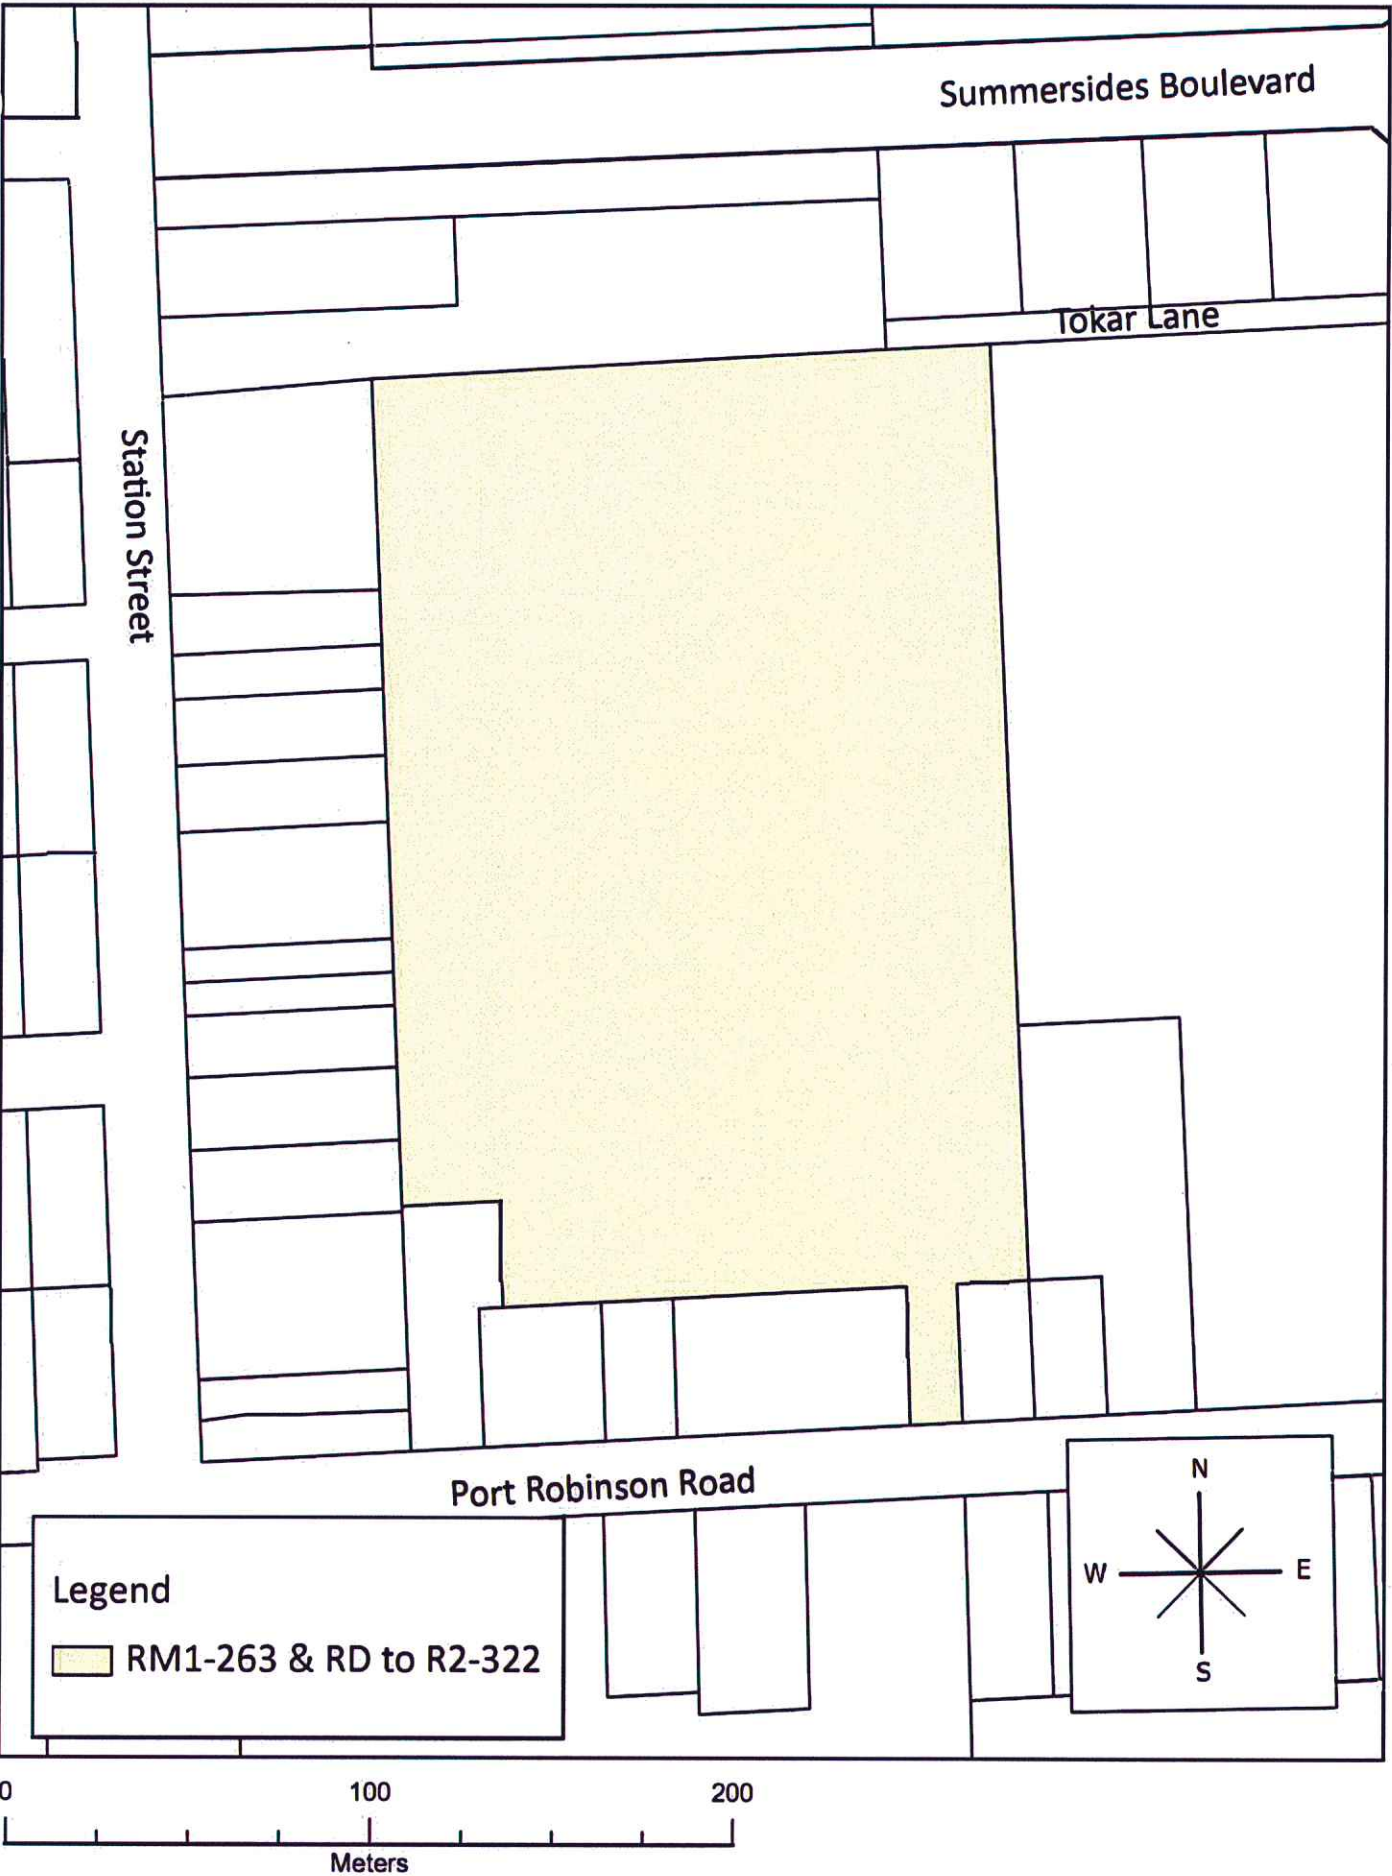 Summersides Boulevard
Tokar Lane
Station Street
Port Robinson Road
N
W E
S
Legend
RM1-263 & RD to R2-322
0 100 200
Meters